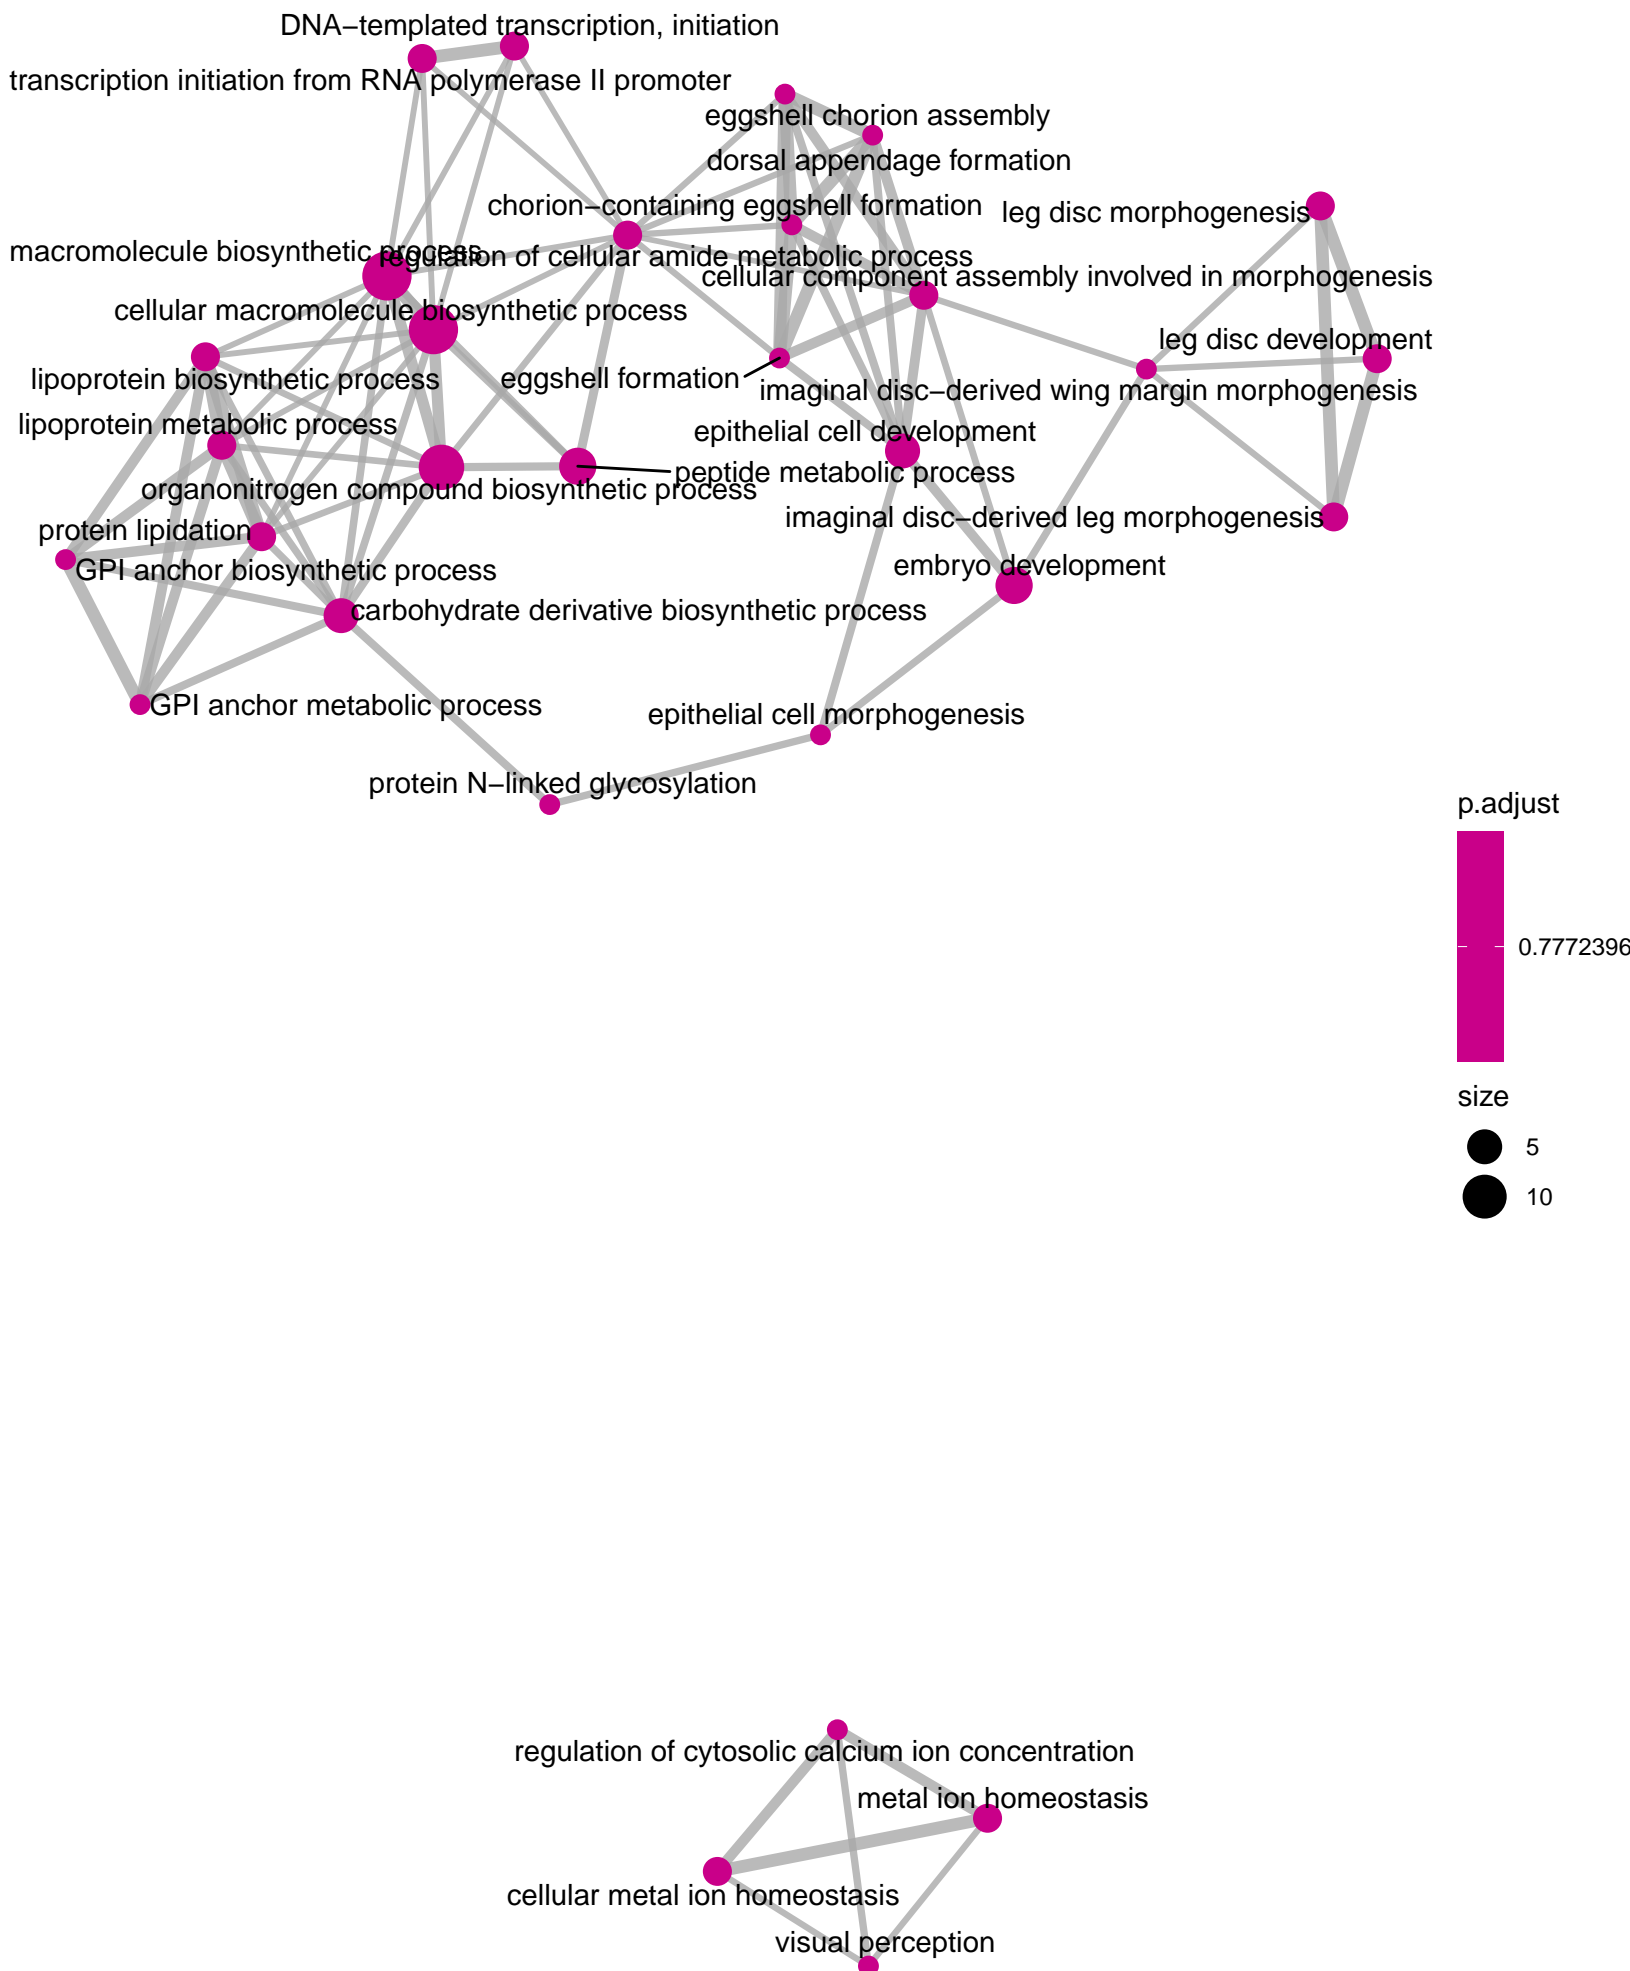 DNA−templated transcription, initiation
transcription initiation from RNA polymerase II promoter
eggshell chorion assembly
dorsal appendage formation
chorion−containing eggshell formation
leg disc morphogenesis
macromolecule biosynthetic process
regulation of cellular amide metabolic process
cellular component assembly involved in morphogenesis
cellular macromolecule biosynthetic process
leg disc development
lipoprotein biosynthetic process
eggshell formation
imaginal disc−derived wing margin morphogenesis
lipoprotein metabolic process
epithelial cell development
peptide metabolic process
organonitrogen compound biosynthetic process
imaginal disc−derived leg morphogenesis
protein lipidation
embryo development
GPI anchor biosynthetic process
carbohydrate derivative biosynthetic process
GPI anchor metabolic process
epithelial cell morphogenesis
protein N−linked glycosylation
p.adjust
0.7772396
size
5
10
regulation of cytosolic calcium ion concentration
metal ion homeostasis
cellular metal ion homeostasis
visual perception